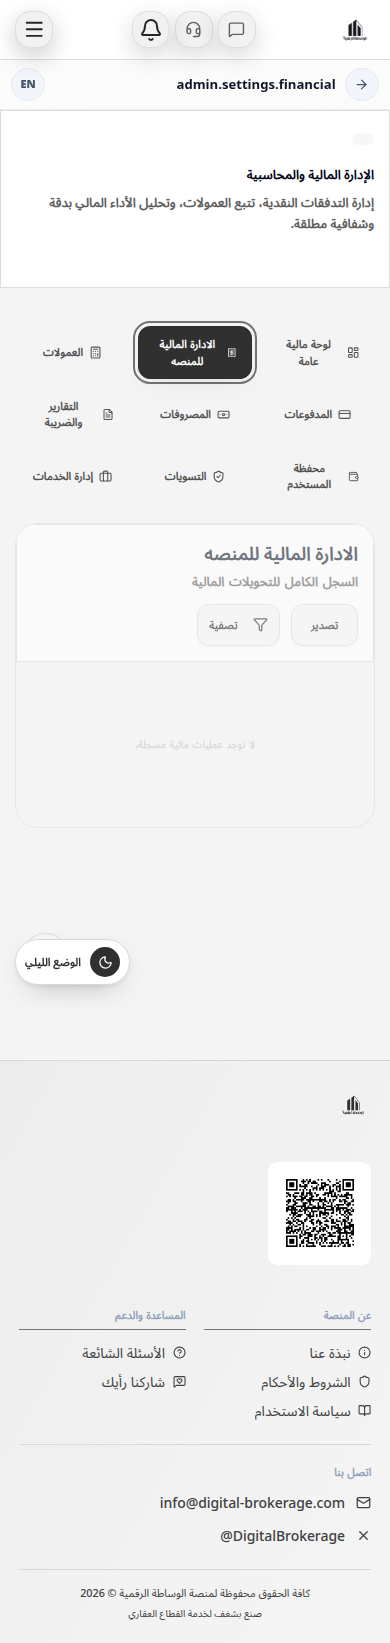 admin.settings.financial
EN
الإدارة المالية والمحاسبية
إدارة التدفقات النقدية، تتبع العمولات، وتحليل الأداء المالي بدقة
وشفافية مطلقة.
لوحة مالية
عامة
الادارة المالية
للمنصه
العمولات
المدفوعات
المصروفات
التقارير
والضريبة
محفظة
المستخدم
التسويات
إدارة الخدمات
الادارة المالية للمنصه
السجل الكامل للتحويلات المالية
تصدير
تصفية
لا توجد عمليات مالية مسجلة.
الوضع الليلي
عن المنصة
نبذة عنا
الشروط والأحكام
سياسة الاستخدام
المساعدة والدعم
الأسئلة الشائعة
شاركنا رأيك
اتصل بنا
info@digital-brokerage.com
@DigitalBrokerage
كافة الحقوق محفوظة لمنصة الوساطة الرقمية © 2026
صنع بشغف لخدمة القطاع العقاري